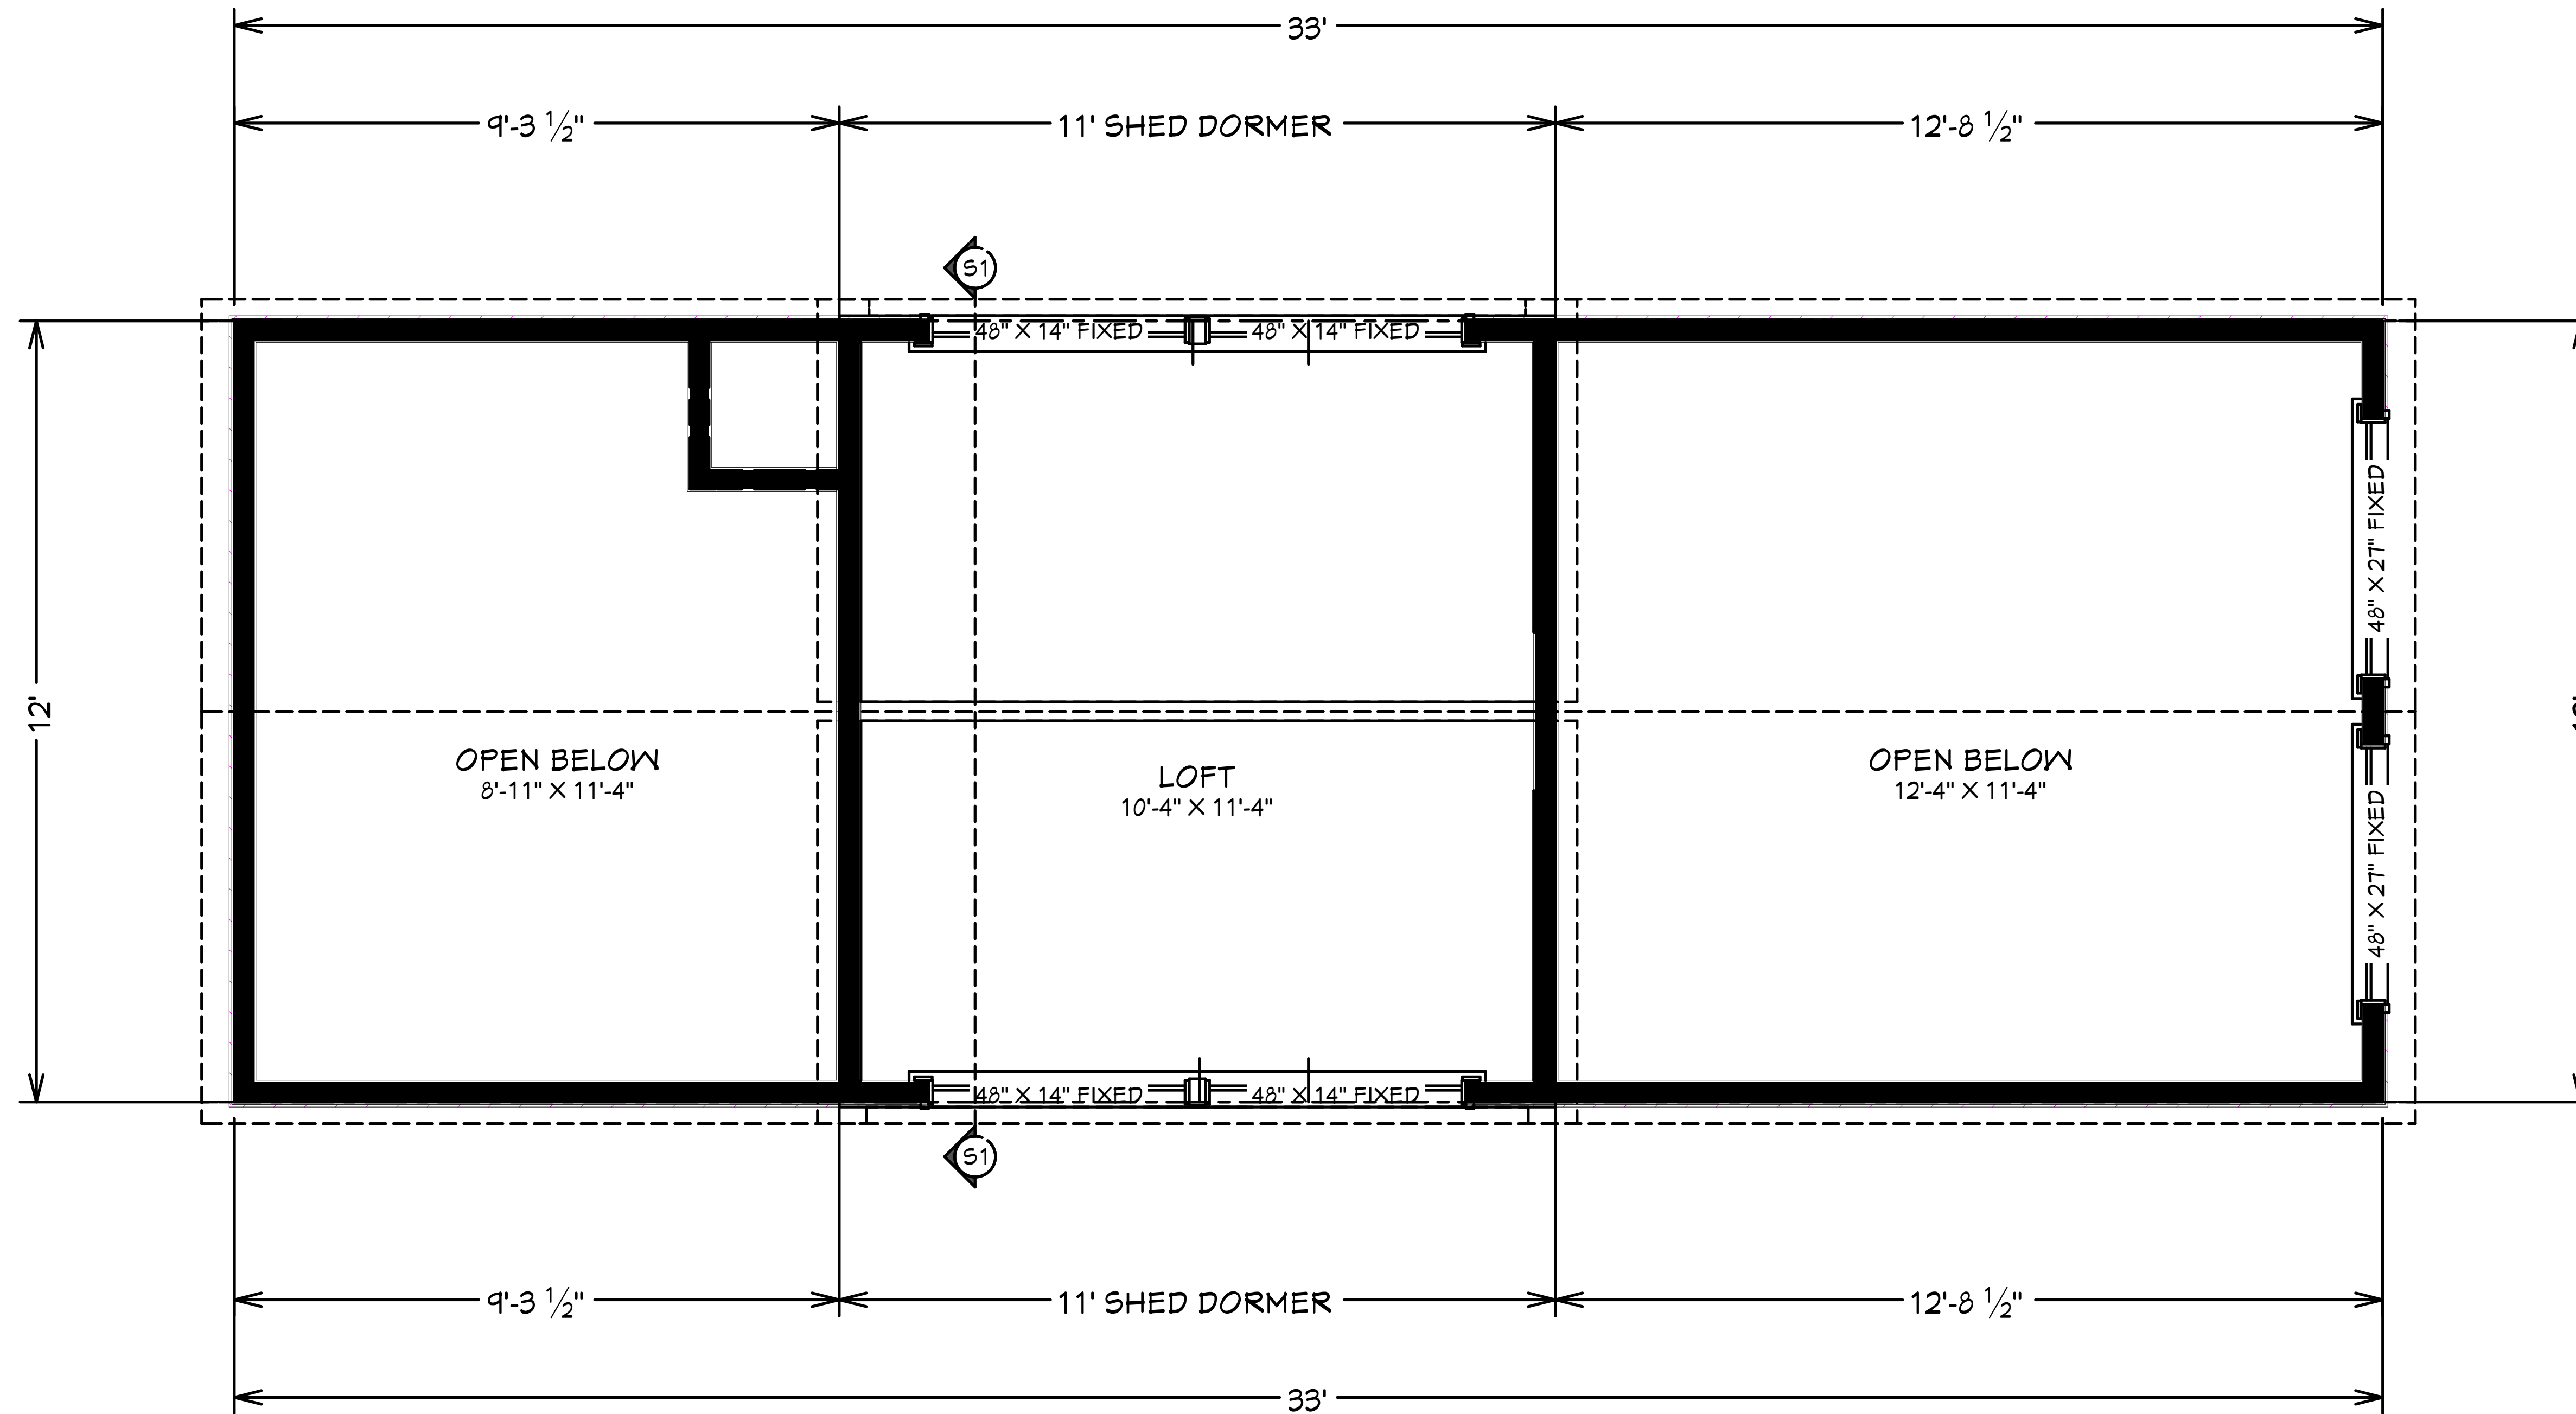 33'
9'-3 1/2"
11' SHED DORMER
12'-8 1/2"
S1
48" X 14" FIXED
48" X 14" FIXED
48" X 27" FIXED
12'
OPEN BELOW
8'-11" X 11'-4"
LOFT
10'-4" X 11'-4"
OPEN BELOW
12'-4" X 11'-4"
48" X 27" FIXED
48" X 14" FIXED
48" X 14" FIXED
S1
9'-3 1/2"
11' SHED DORMER
12'-8 1/2"
33'